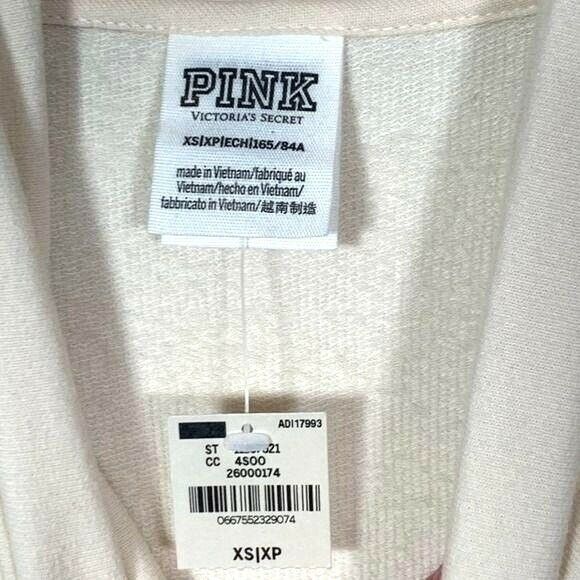 PINK
VICTORIA'S SECRET
XS|XP|ECH|165/84A
made in Vietnam/fabriqué au
Vietnam/hecho en Vietnam/
fabbricato in Vietnam/越南制造
ADI17993
ST
CC 4S00
26000174
0667552329074
XS|XP